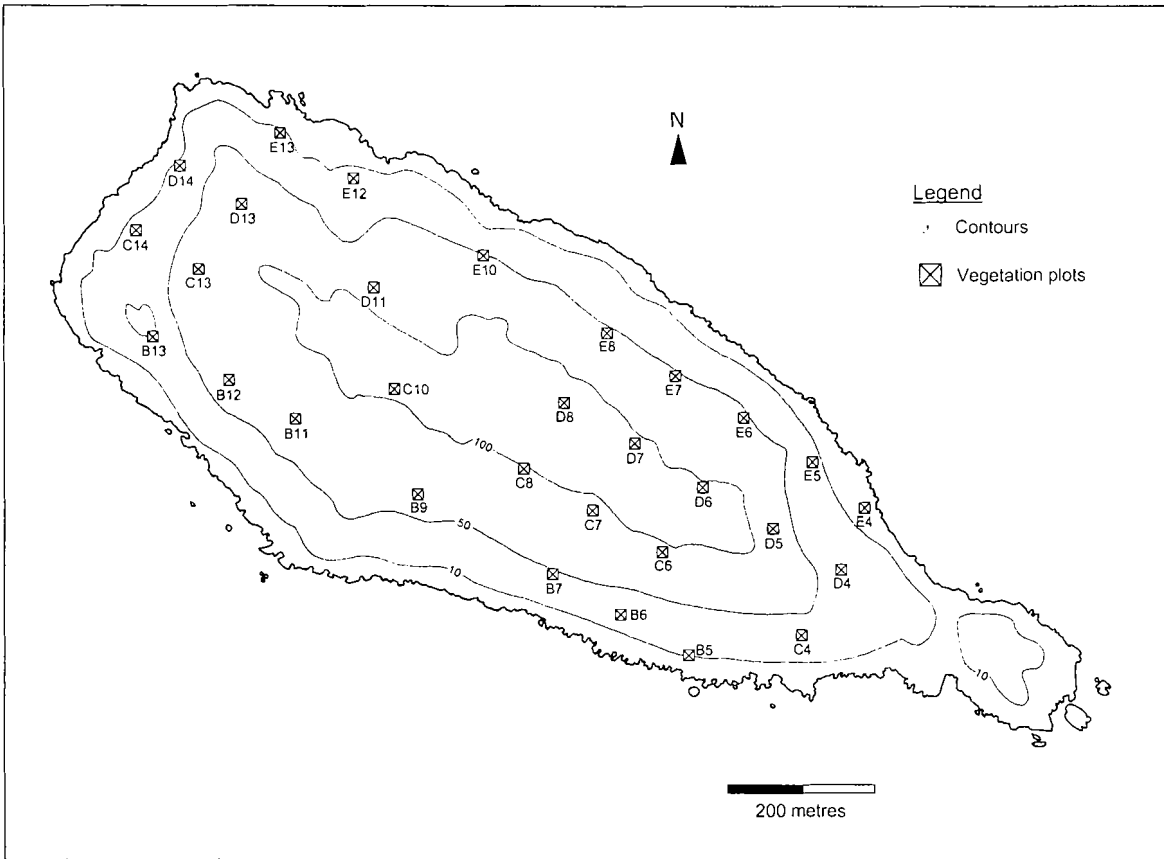 N
E13
D14
E12
D13
C14
E10
C13
D11
B13
E8
E7
B12
C10
D8
E6
B11
D7
100
E5
C8
D6
B9
E4
C7
50
D5
C6
10
B7
D4
B6
C4
B5
10
Legend
Contours
Vegetation plots
200 metres